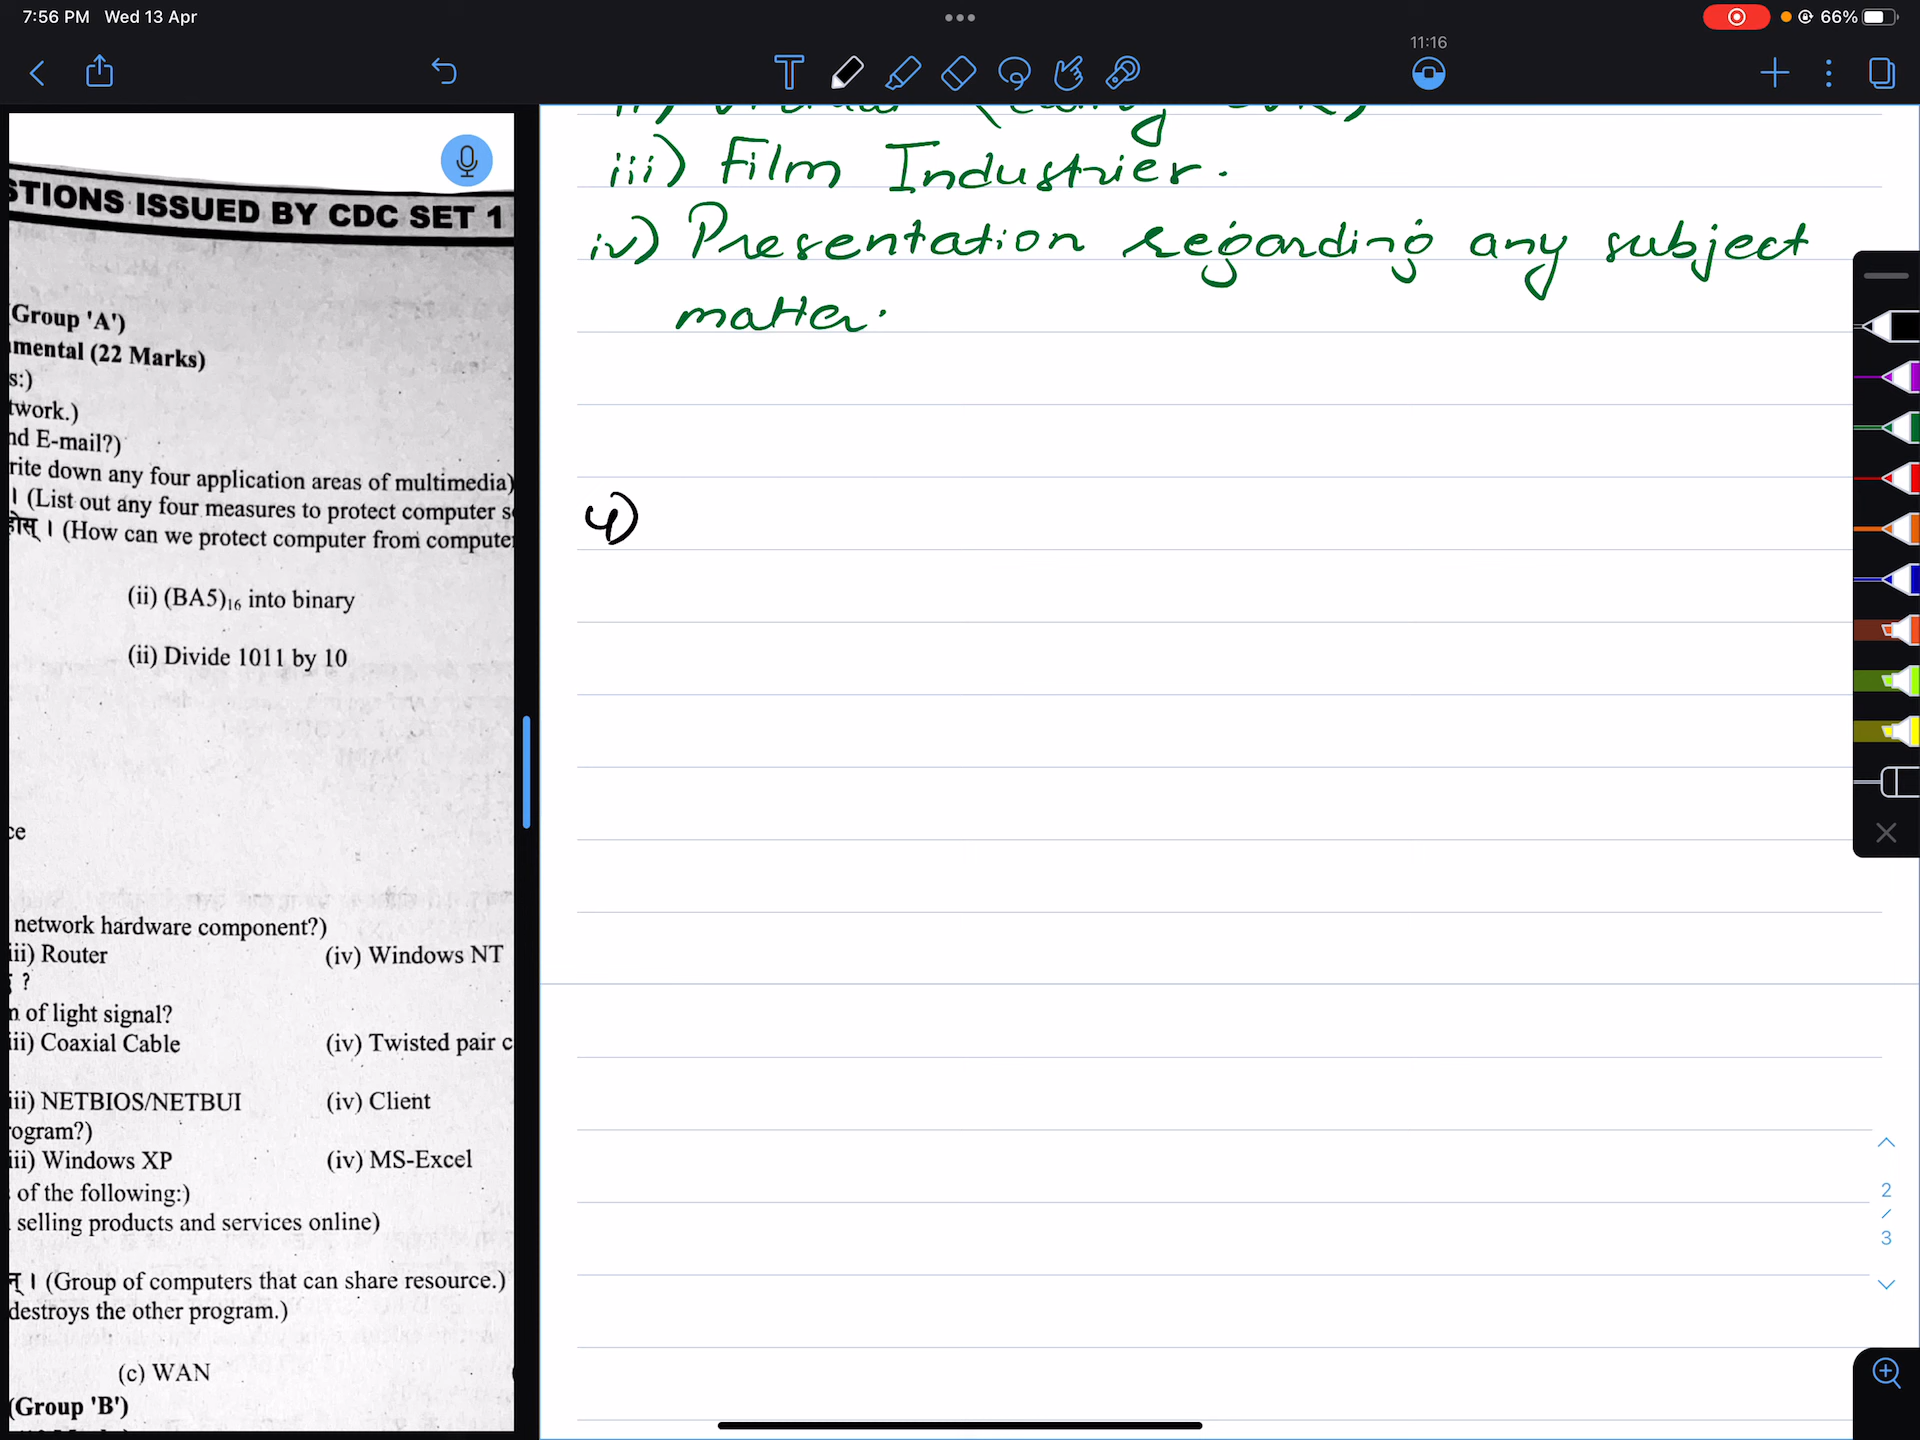 7:56 PM Wed 13 Apr
66%
11:16
STIONS ISSUED BY CDC SET 1
(Group 'A')
mental (22 Marks)
s:)
twork.)
nd E-mail?)
rite down any four application areas of multimedia)
। (List out any four measures to protect computer s
होस् । (How can we protect computer from compute
(ii) (BA5)₁₆ into binary
(ii) Divide 1011 by 10
ce
network hardware component?)
iii) Router (iv) Windows NT
?
n of light signal?
iii) Coaxial Cable (iv) Twisted pair c
iii) NETBIOS/NETBUI (iv) Client
rogram?)
iii) Windows XP (iv) MS-Excel
of the following:)
selling products and services online)
न् । (Group of computers that can share resource.)
destroys the other program.)
(c) WAN
(Group 'B')
iii) Film Industrier.
iv) Presentation regarding any subject
matter.
4)
2
/
3